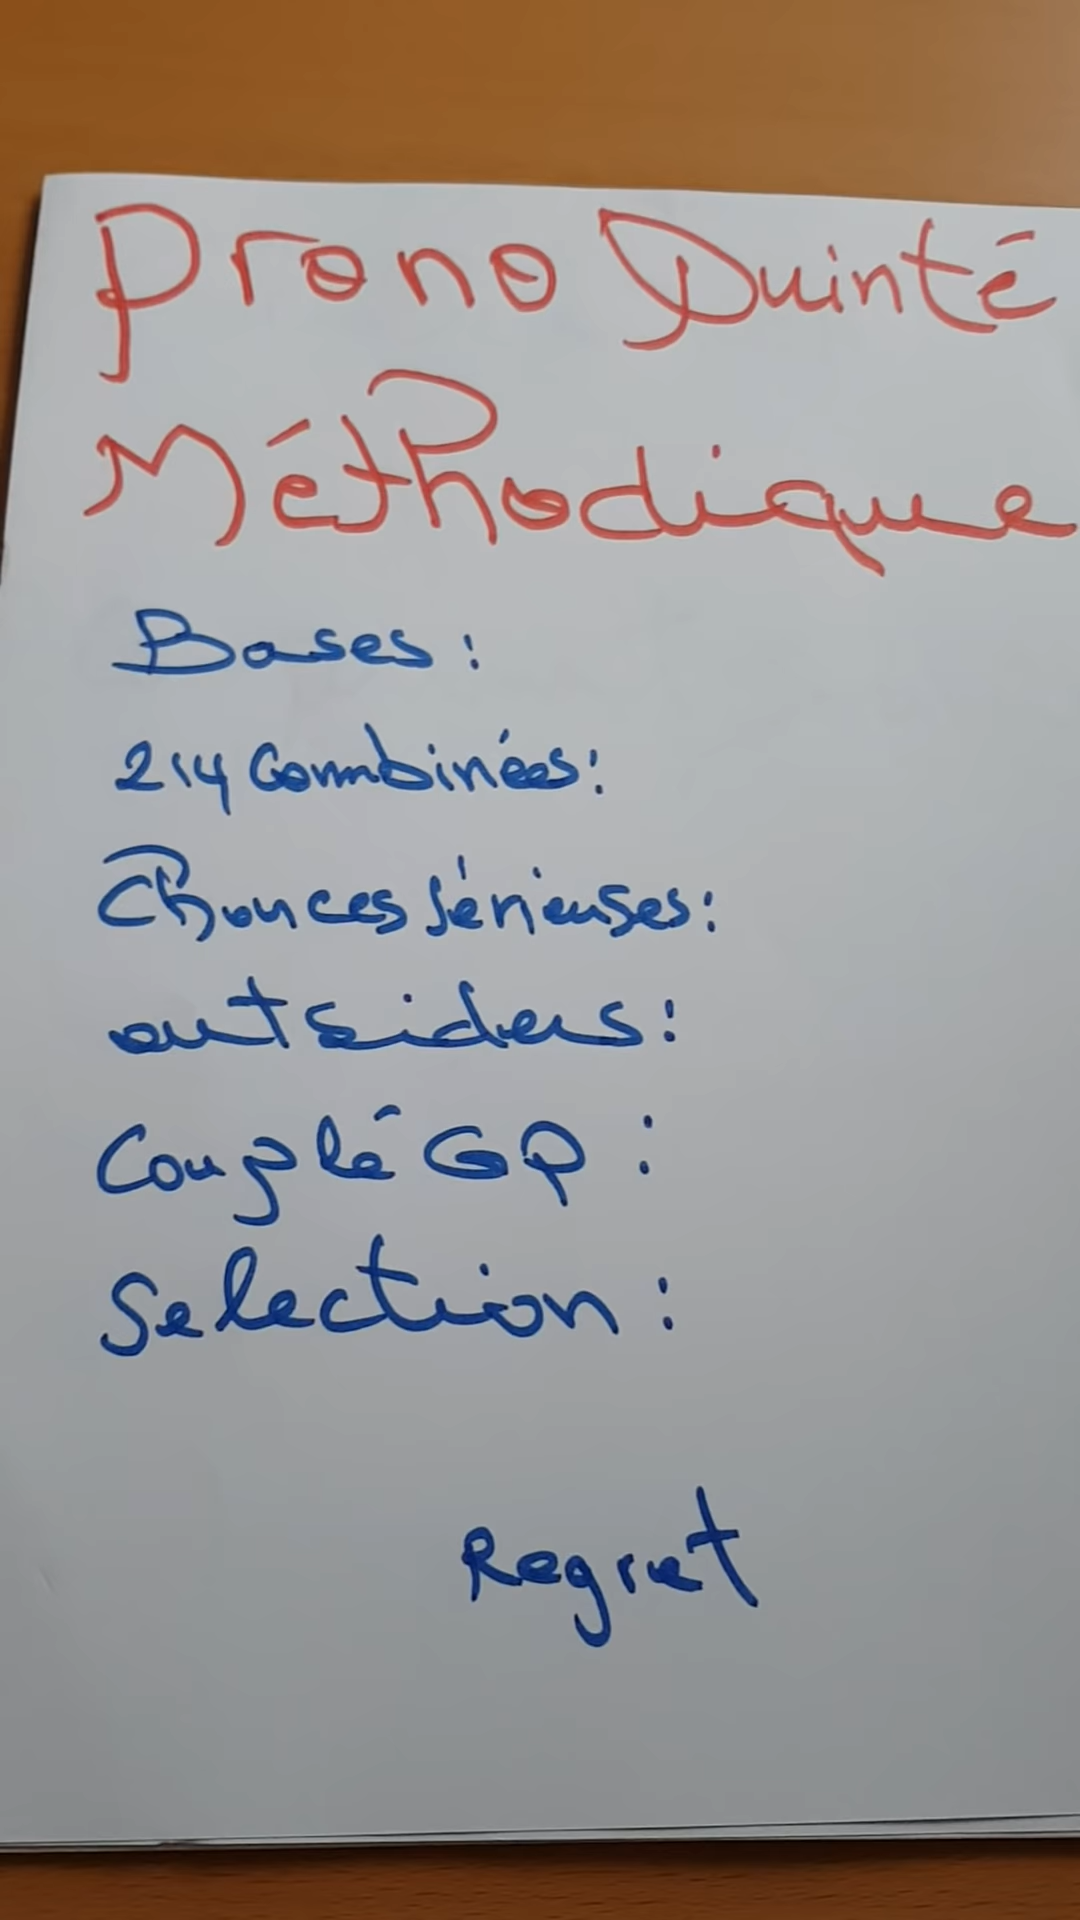 Prono Quinté
Méthodique
Bases :
2/4 Combinées :
Chances Sérieuses :
outsiders :
Couplé GP :
Selection :
Regret